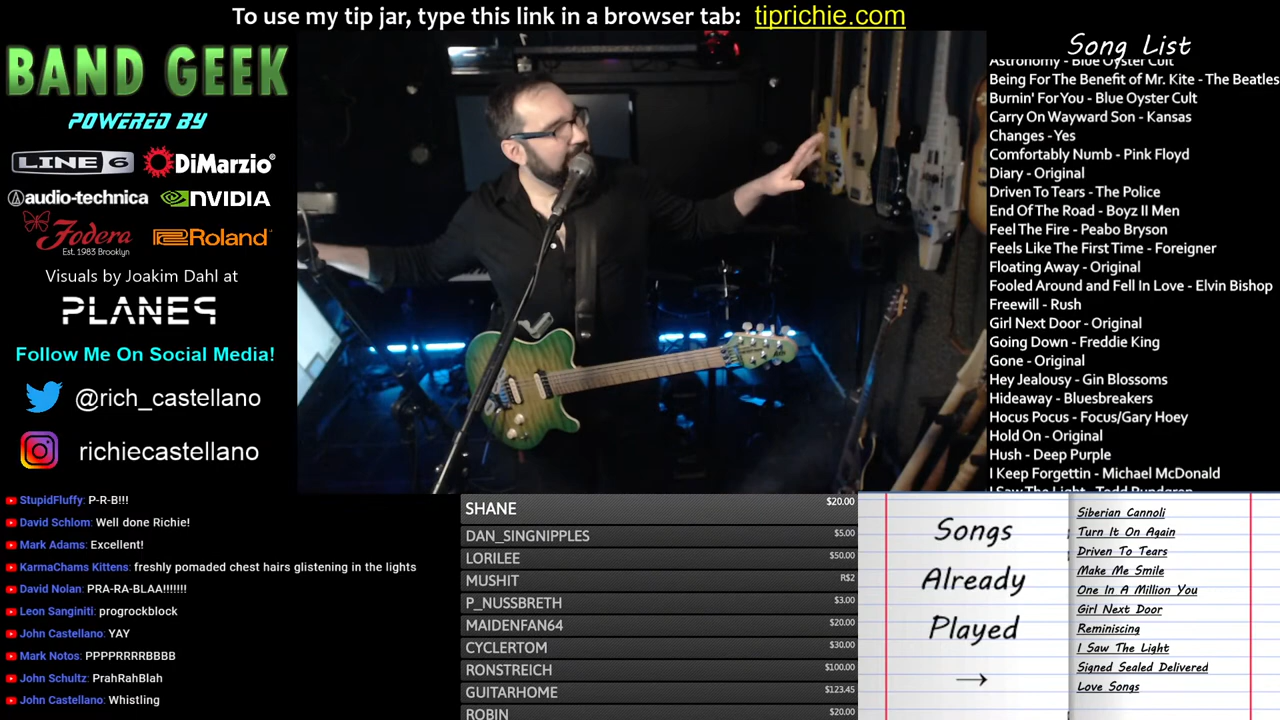 To use my tip jar, type this link in a browser tab: tiprichie.com
BAND GEEK
POWERED BY
LINE 6 DiMarzio®
audio-technica NVIDIA
Fodera
Est. 1983 Brooklyn
Roland
Visuals by Joakim Dahl at
PLANE9
Follow Me On Social Media!
@rich_castellano
richiecastellano
Song List
Astronomy - Blue Oyster Cult
Being For The Benefit of Mr. Kite - The Beatles
Burnin' For You - Blue Oyster Cult
Carry On Wayward Son - Kansas
Changes - Yes
Comfortably Numb - Pink Floyd
Diary - Original
Driven To Tears - The Police
End Of The Road - Boyz II Men
Feel The Fire - Peabo Bryson
Feels Like The First Time - Foreigner
Floating Away - Original
Fooled Around and Fell In Love - Elvin Bishop
Freewill - Rush
Girl Next Door - Original
Going Down - Freddie King
Gone - Original
Hey Jealousy - Gin Blossoms
Hideaway - Bluesbreakers
Hocus Pocus - Focus/Gary Hoey
Hold On - Original
Hush - Deep Purple
I Keep Forgettin - Michael McDonald
I Saw The Light - Todd Rundgren
StupidFluffy: P-R-B!!!
David Schlom: Well done Richie!
Mark Adams: Excellent!
KarmaChams Kittens: freshly pomaded chest hairs glistening in the lights
David Nolan: PRA-RA-BLAA!!!!!!!
Leon Sanginiti: progrockblock
John Castellano: YAY
Mark Notos: PPPPRRRRBBBB
John Schultz: PrahRahBlah
John Castellano: Whistling
SHANE $20.00
DAN_SINGNIPPLES $5.00
LORILEE $50.00
MUSHIT R$2
P_NUSSBRETH $3.00
MAIDENFAN64 $20.00
CYCLERTOM $30.00
RONSTREICH $100.00
GUITARHOME $123.45
ROBIN $20.00
Songs
Already
Played
→
Siberian Cannoli
Turn It On Again
Driven To Tears
Make Me Smile
One In A Million You
Girl Next Door
Reminiscing
I Saw The Light
Signed Sealed Delivered
Love Songs